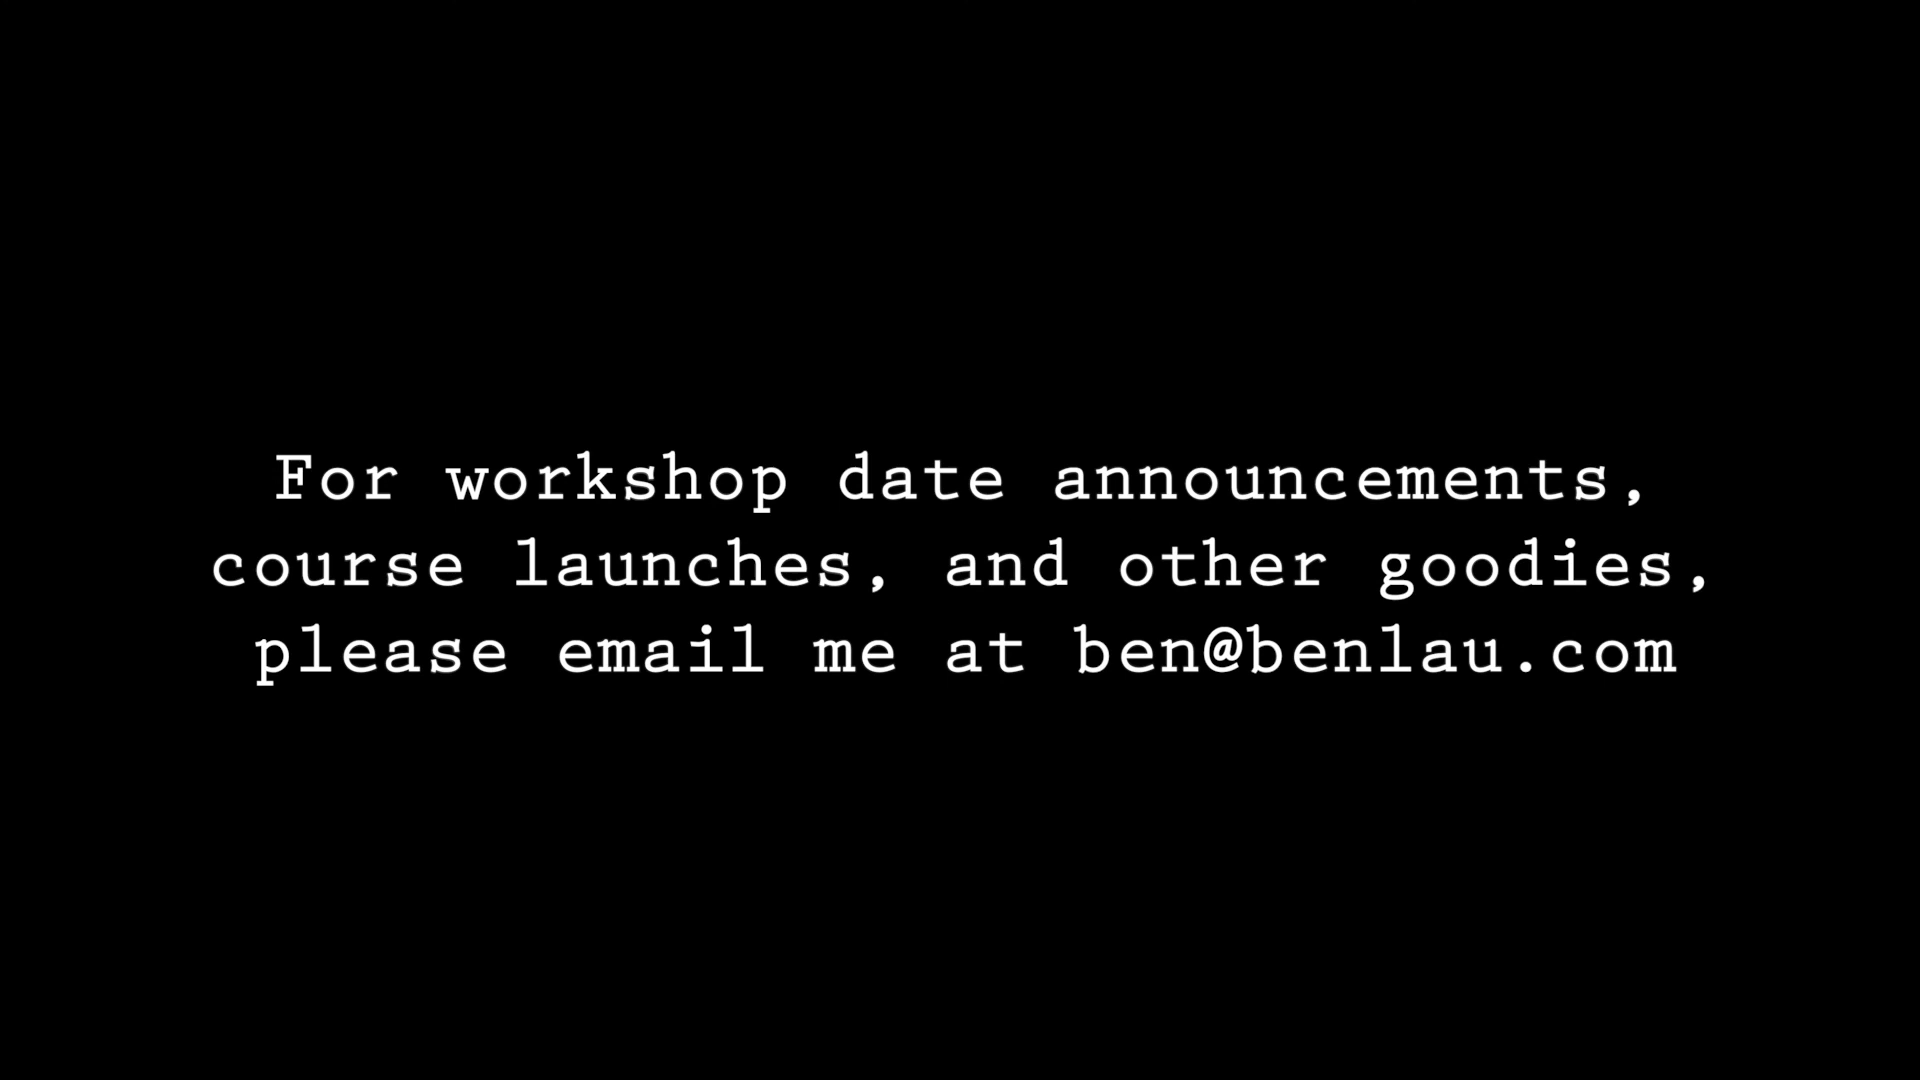 For workshop date announcements,
course launches, and other goodies,
please email me at ben@benlau.com